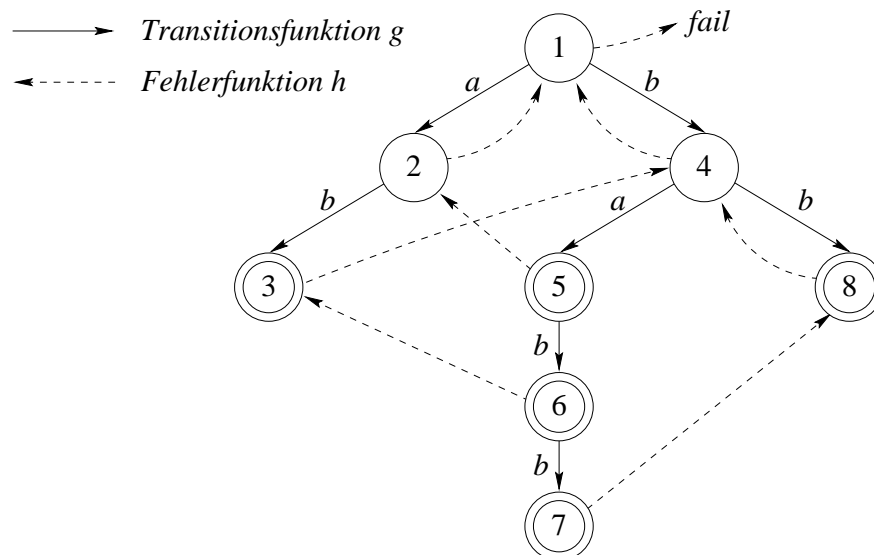 Transitionsfunktion g
Fehlerfunktion h
fail
1
a
b
2
4
b
a
b
3
5
8
b
6
b
7